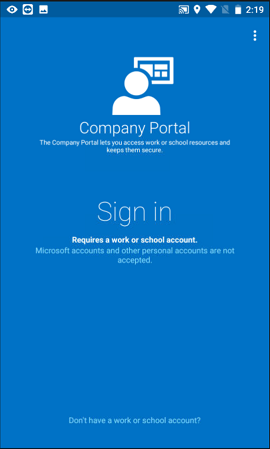 2:19
Company Portal
The Company Portal lets you access work or school resources and
keeps them secure.
Sign in
Requires a work or school account.
Microsoft accounts and other personal accounts are not
accepted.
Don't have a work or school account?